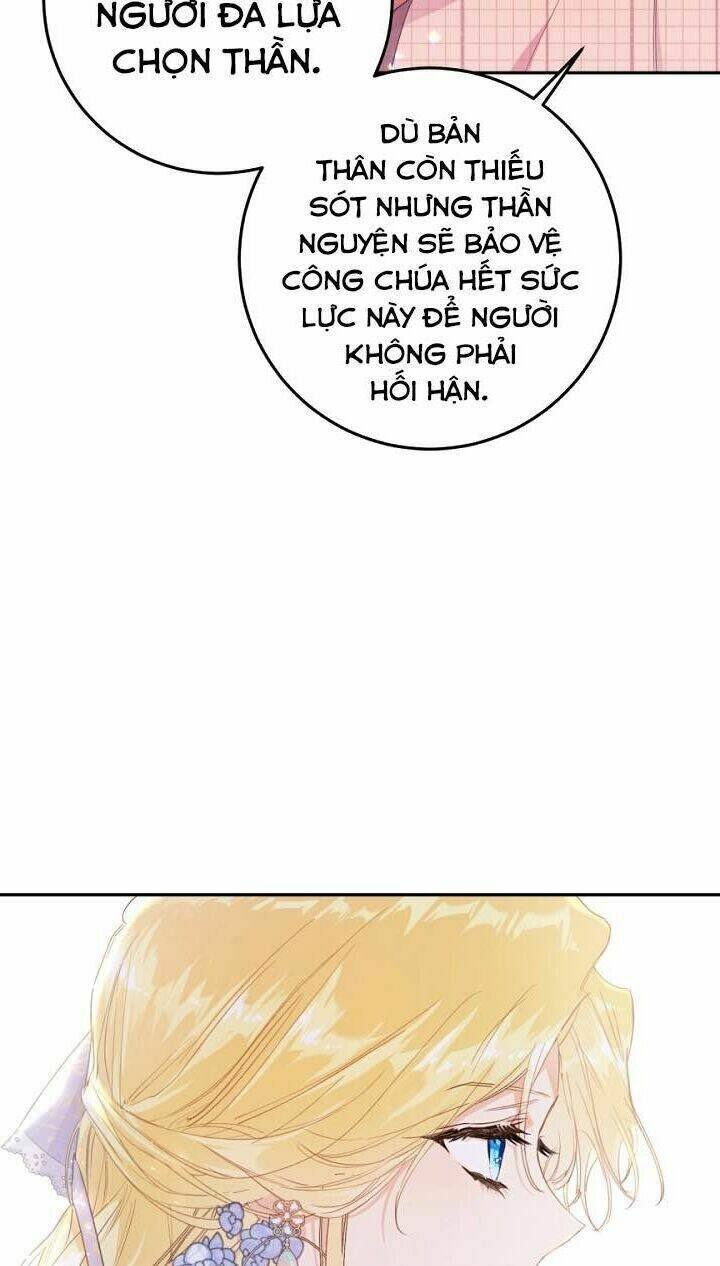 NGƯỜI ĐÃ LỰA
CHỌN THẦN.
DÙ BẢN
THÂN CÒN THIẾU
SÓT NHƯNG THẦN
NGUYỆN SẼ BẢO VỆ
CÔNG CHÚA HẾT SỨC
LỰC NÀY ĐỂ NGƯỜI
KHÔNG PHẢI
HỐI HẬN.